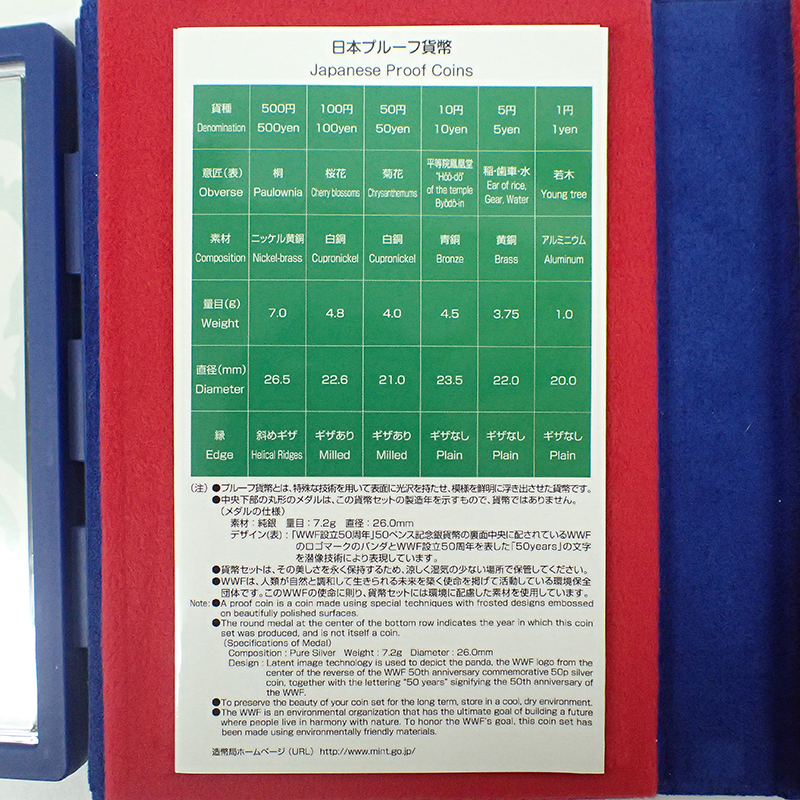 日本プルーフ貨幣
Japanese Proof Coins
貨種 500円 100円 50円 10円 5円 1円
Denomination 500yen 100yen 50yen 10yen 5yen 1yen
意匠(表) 桐 桜花 菊花 平等院鳳凰堂 稲・歯車・水 若木
Obverse Paulownia Cherry blossoms Chrysanthemums "Hōō-dō" of the temple Byōdō-in Ear of rice, Gear, Water Young tree
素材 ニッケル黄銅 白銅 白銅 青銅 黄銅 アルミニウム
Composition Nickel-brass Cupronickel Cupronickel Bronze Brass Aluminum
量目(g)
Weight 7.0 4.8 4.0 4.5 3.75 1.0
直径(mm)
Diameter 26.5 22.6 21.0 23.5 22.0 20.0
縁 斜めギザ ギザあり ギザあり ギザなし ギザなし ギザなし
Edge Helical Ridges Milled Milled Plain Plain Plain
(注) ●プルーフ貨幣とは、特殊な技術を用いて表面に光沢を持たせ、模様を鮮明に浮き出させた貨幣です。
●中央下部の丸形のメダルは、この貨幣セットの製造年を示すもので、貨幣ではありません。
(メダルの仕様)
素材:純銀 量目:7.2g 直径:26.0mm
デザイン(表):「WWF設立50周年」50ペンス記念銀貨幣の裏面中央に配されているWWF
のロゴマークのパンダとWWF設立50周年を表した「50years」の文字
を潜像技術により表現しています。
●貨幣セットは、その美しさを永く保持するため、涼しく湿気の少ない場所で保管してください。
●WWFは、人類が自然と調和して生きられる未来を築く使命を掲げて活動している環境保全
団体です。このWWFの使命に則り、貨幣セットには環境に配慮した素材を使用しています。
Note: ●A proof coin is a coin made using special techniques with frosted designs embossed
on beautifully polished surfaces.
●The round medal at the center of the bottom row indicates the year in which this coin
set was produced, and is not itself a coin.
(Specifications of Medal)
Composition : Pure Silver Weight : 7.2g Diameter : 26.0mm
Design : Latent image technology is used to depict the panda, the WWF logo from the
center of the reverse of the WWF 50th anniversary commemorative 50p silver
coin, together with the lettering "50 years" signifying the 50th anniversary of
the WWF.
●To preserve the beauty of your coin set for the long term, store in a cool, dry environment.
●The WWF is an environmental organization that has the ultimate goal of building a future
where people live in harmony with nature. To honor the WWF's goal, this coin set has
been made using environmentally friendly materials.
造幣局ホームページ(URL) http://www.mint.go.jp/